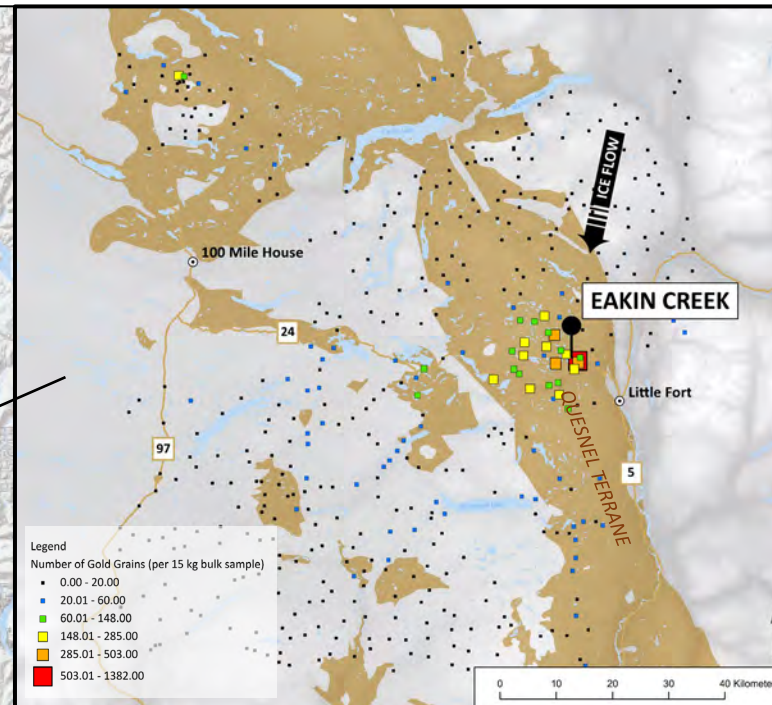 ICE FLOW
100 Mile House
EAKIN CREEK
24
Little Fort
QUESNEL TERRANE
97
5
Legend
Number of Gold Grains (per 15 kg bulk sample)
0.00 - 20.00
20.01 - 60.00
60.01 - 148.00
148.01 - 285.00
285.01 - 503.00
503.01 - 1382.00
0 10 20 40 Kilomete